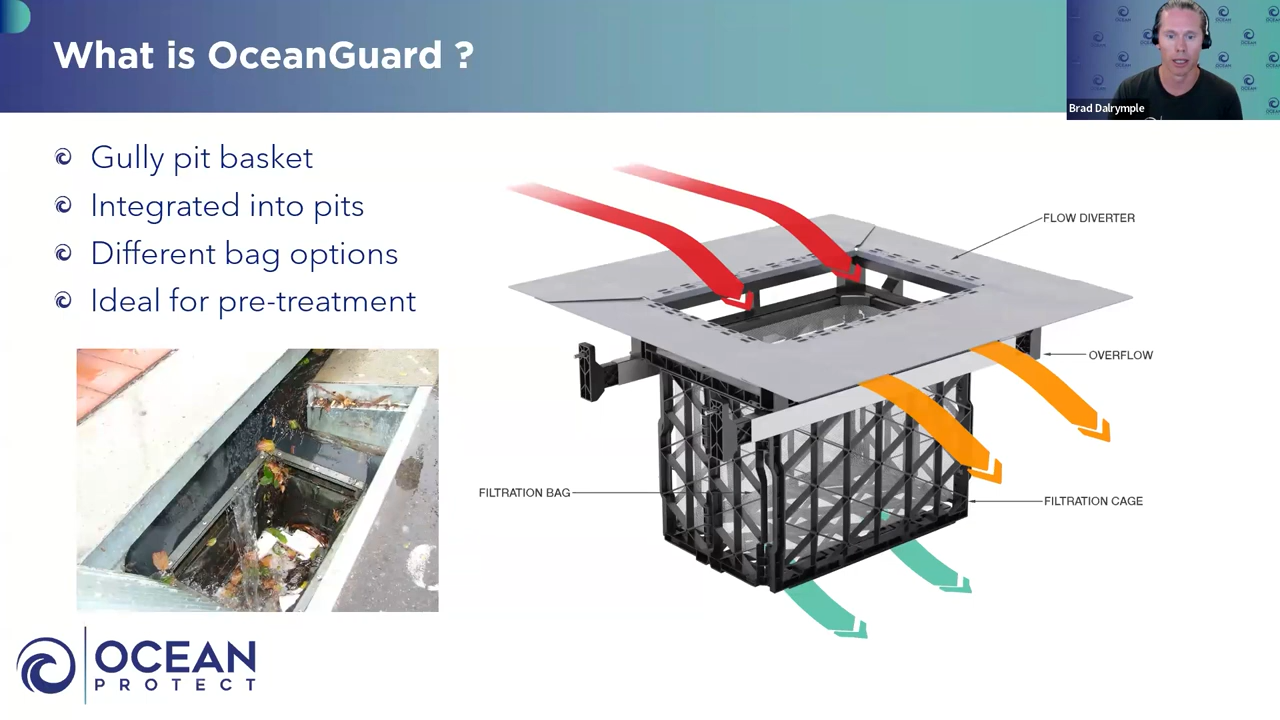 What is OceanGuard ?
Brad Dalrymple
Gully pit basket
Integrated into pits
Different bag options
Ideal for pre-treatment
FLOW DIVERTER
OVERFLOW
FILTRATION BAG
FILTRATION CAGE
OCEAN
PROTECT